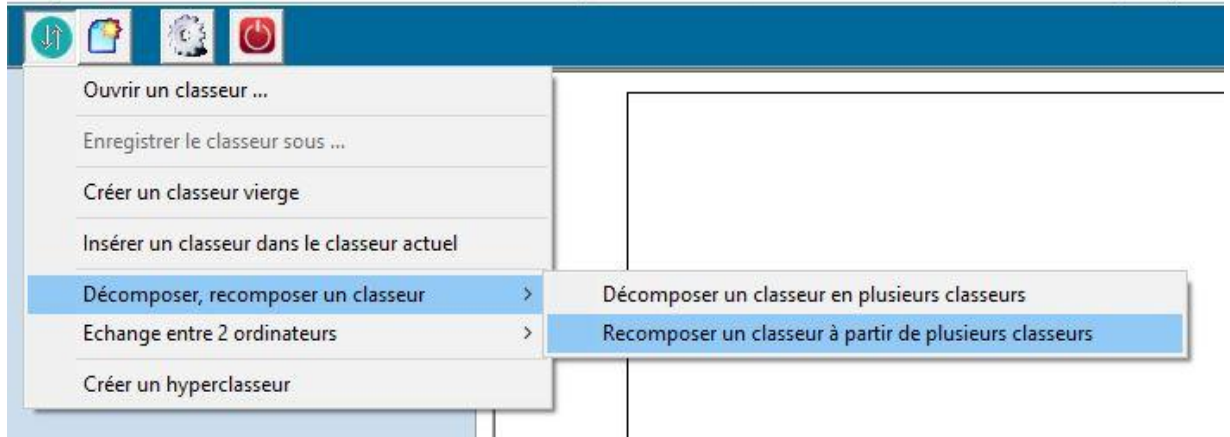 Ouvrir un classeur ...
Enregistrer le classeur sous ...
Créer un classeur vierge
Insérer un classeur dans le classeur actuel
Décomposer, recomposer un classeur >
Décomposer un classeur en plusieurs classeurs
Echange entre 2 ordinateurs >
Recomposer un classeur à partir de plusieurs classeurs
Créer un hyperclasseur